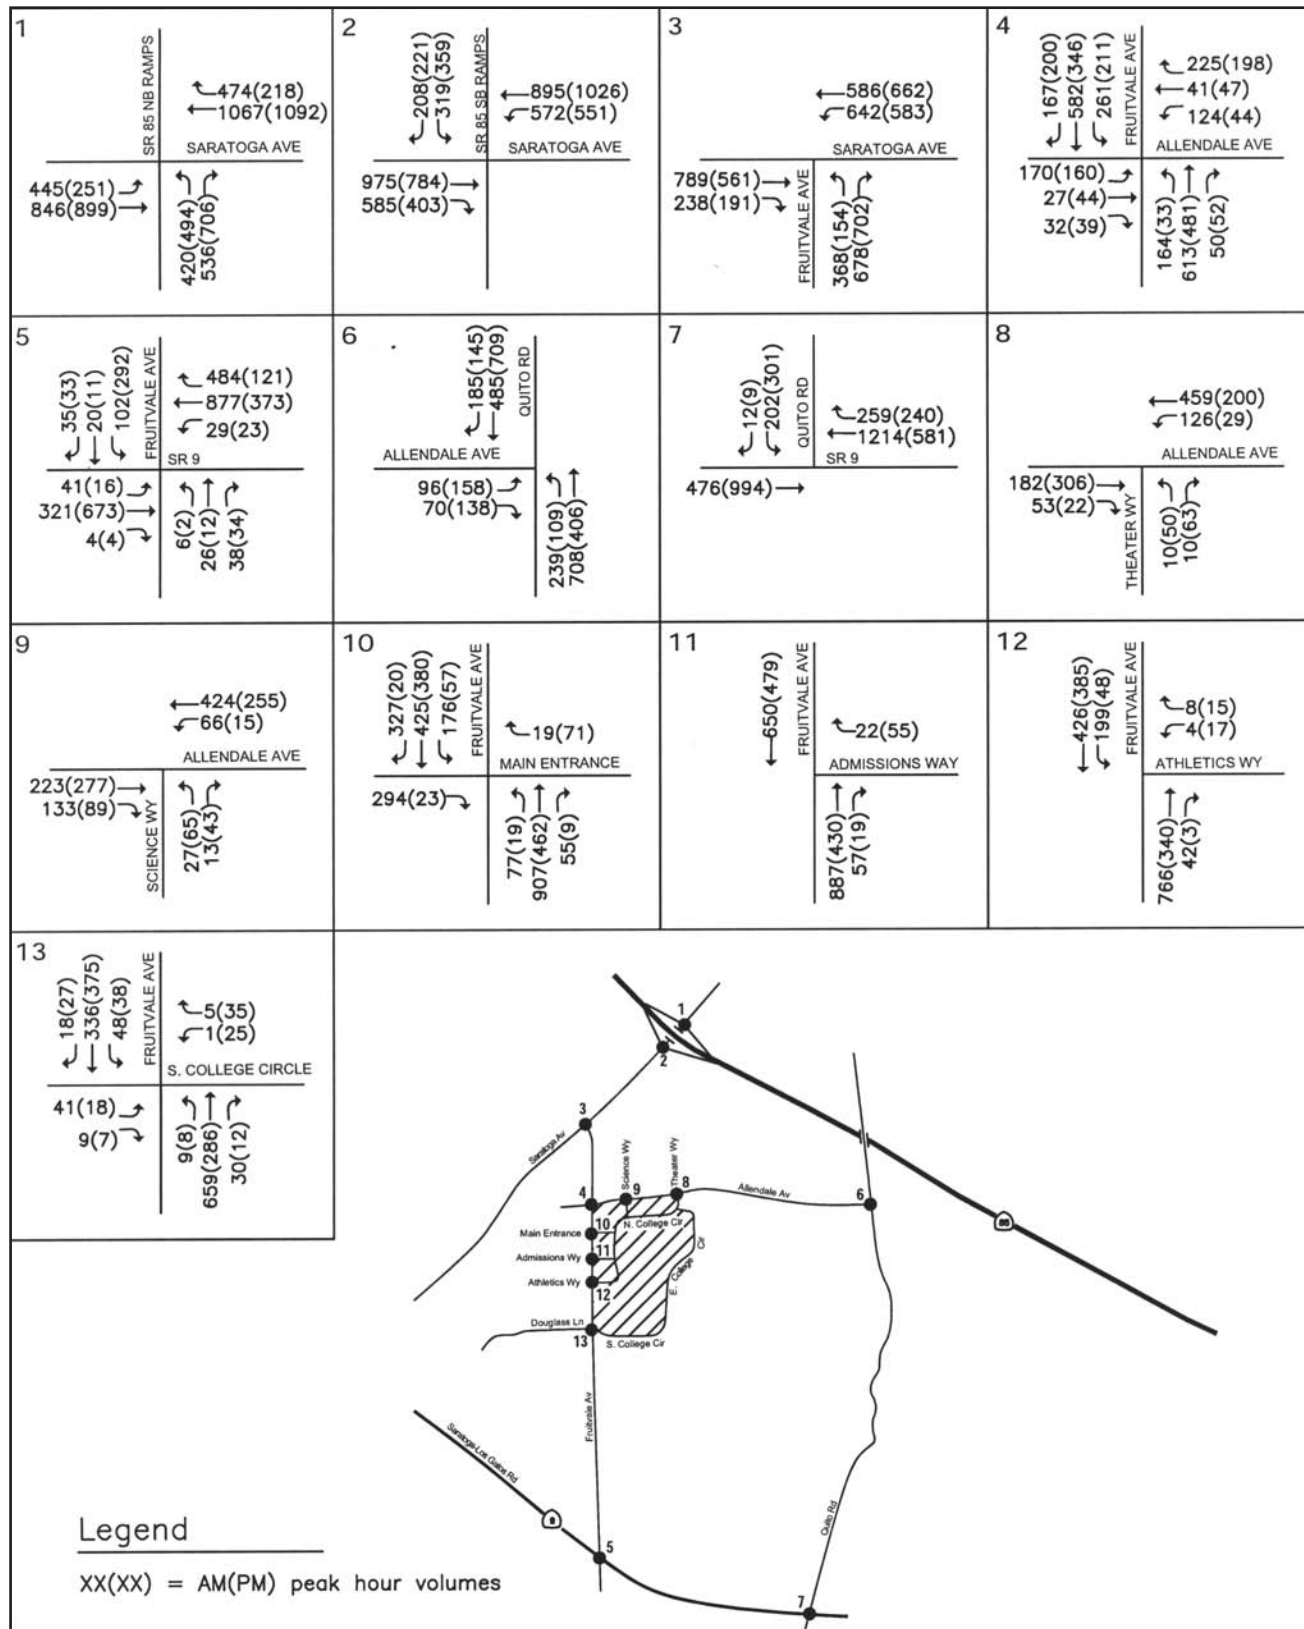 1
SR 85 NB RAMPS
474(218)
1067(1092)
SARATOGA AVE
445(251)
846(899)
420(494)
536(706)
2
208(221)
319(359)
SR 85 SB RAMPS
895(1026)
572(551)
SARATOGA AVE
975(784)
585(403)
3
586(662)
642(583)
SARATOGA AVE
789(561)
238(191)
FRUITVALE AVE
368(154)
678(702)
4
167(200)
582(346)
261(211)
FRUITVALE AVE
225(198)
41(47)
124(44)
ALLENDALE AVE
170(160)
27(44)
32(39)
164(33)
613(481)
50(52)
5
35(33)
20(11)
102(292)
FRUITVALE AVE
484(121)
877(373)
29(23)
SR 9
41(16)
321(673)
4(4)
6(2)
26(12)
38(34)
6
185(145)
485(709)
QUITO RD
ALLENDALE AVE
96(158)
70(138)
239(109)
708(406)
7
12(9)
202(301)
QUITO RD
259(240)
1214(581)
SR 9
476(994)
8
459(200)
126(29)
ALLENDALE AVE
182(306)
53(22)
THEATER WY
10(50)
10(63)
9
424(255)
66(15)
ALLENDALE AVE
223(277)
133(89)
SCIENCE WY
27(65)
13(43)
10
327(20)
425(380)
176(57)
FRUITVALE AVE
19(71)
MAIN ENTRANCE
294(23)
77(19)
907(462)
55(9)
11
650(479)
FRUITVALE AVE
22(55)
ADMISSIONS WAY
887(430)
57(19)
12
426(385)
199(48)
FRUITVALE AVE
8(15)
4(17)
ATHLETICS WY
766(340)
42(3)
13
18(27)
336(375)
48(38)
FRUITVALE AVE
5(35)
1(25)
S. COLLEGE CIRCLE
41(18)
9(7)
9(8)
659(286)
30(12)
1
2
3
Saratoga Av
Science Wy
Theater Wy
4
9
8
Allendale Av
6
10
N. College Cir
Main Entrance
11
Admissions Wy
Athletics Wy
12
E. College Cir
Douglass Ln
13
S. College Cir
85
Fruitvale Av
Saratoga-Los Gatos Rd
9
5
Quito Rd
7
Legend
XX(XX) = AM(PM) peak hour volumes